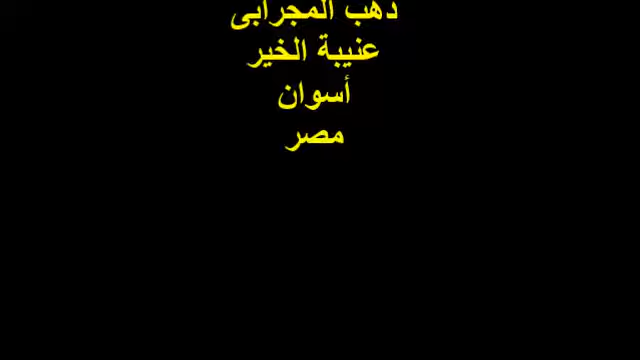 دهب المجرابى
عنيبة الخير
أسوان
مصر